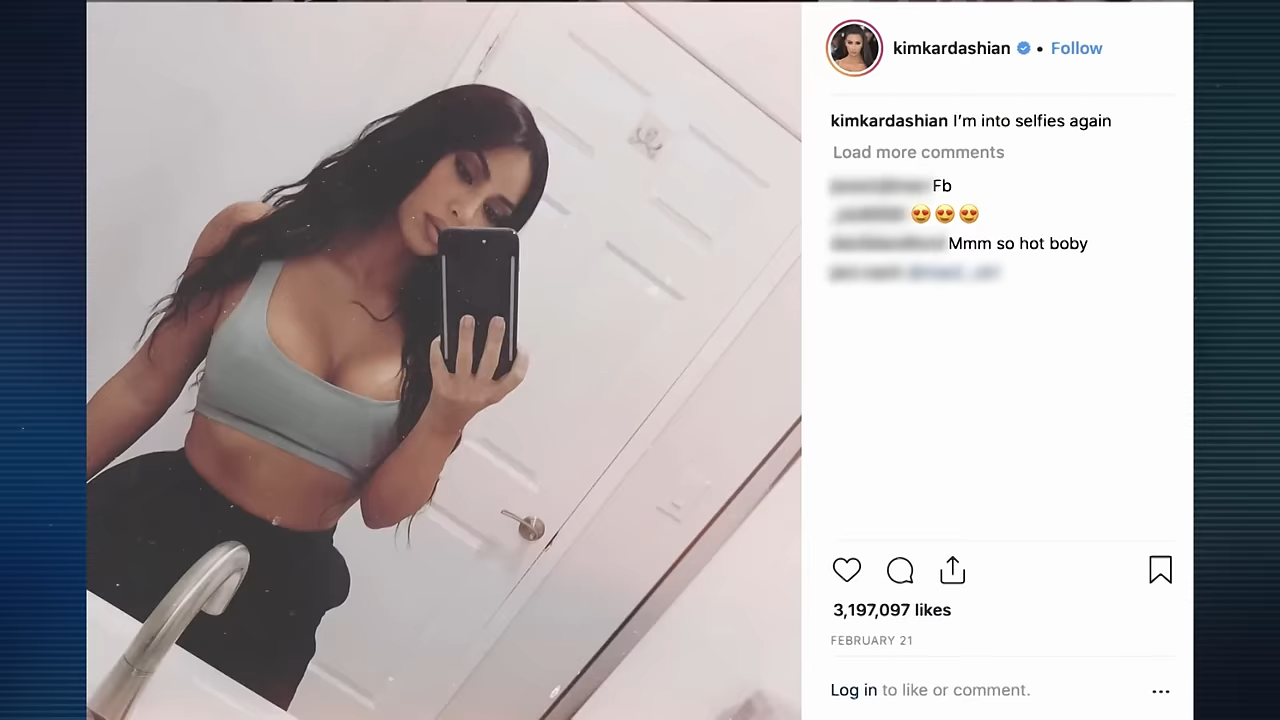 kimkardashian • Follow
kimkardashian I’m into selfies again
Load more comments
Fb
😍😍😍
Mmm so hot boby
3,197,097 likes
FEBRUARY 21
Log in to like or comment.